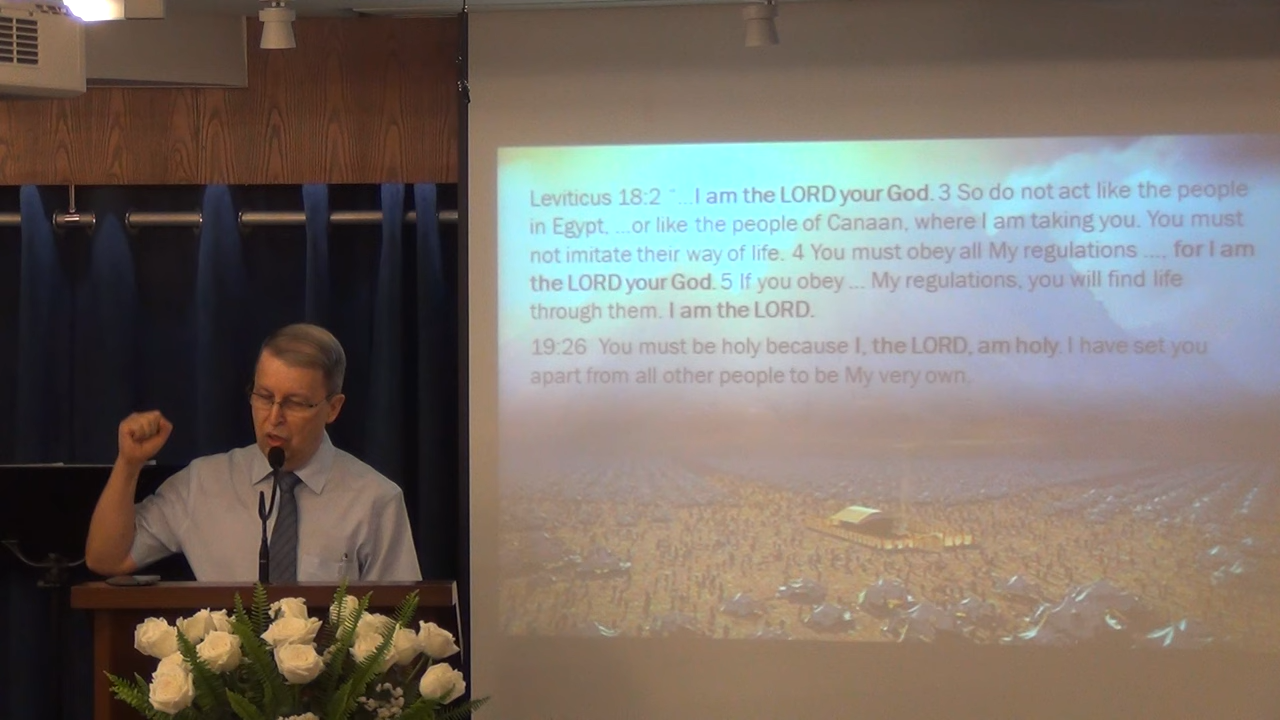 Leviticus 18:2 "...I am the LORD your God. 3 So do not act like the people
in Egypt, ...or like the people of Canaan, where I am taking you. You must
not imitate their way of life. 4 You must obey all My regulations ...., for I am
the LORD your God. 5 If you obey ... My regulations, you will find life
through them. I am the LORD.
19:26 You must be holy because I, the LORD, am holy. I have set you
apart from all other people to be My very own.